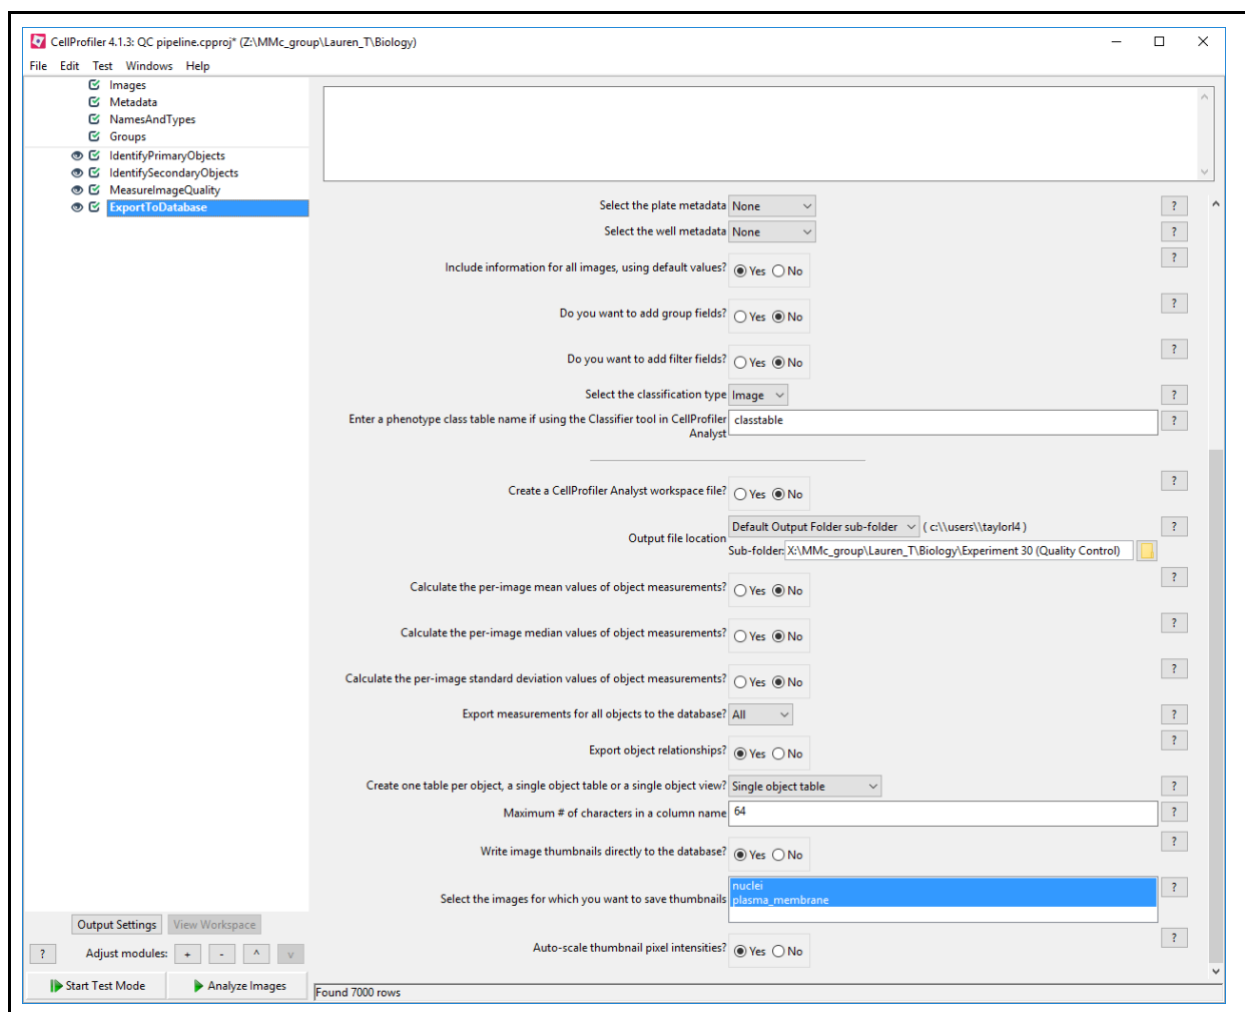 CellProfiler 4.1.3: QC pipeline.cpproj* (Z:\MMc_group\Lauren_T\Biology)
File Edit Test Windows Help
Images
Metadata
NamesAndTypes
Groups
IdentifyPrimaryObjects
IdentifySecondaryObjects
MeasureImageQuality
ExportToDatabase
Select the plate metadata None ?
Select the well metadata None ?
Include information for all images, using default values? Yes No ?
Do you want to add group fields? Yes No ?
Do you want to add filter fields? Yes No ?
Select the classification type Image ?
Enter a phenotype class table name if using the Classifier tool in CellProfiler classtable ?
Analyst
Create a CellProfiler Analyst workspace file? Yes No ?
Output file location Default Output Folder sub-folder ( c:\\users\\taylorl4 ) ?
Sub-folder: X:\MMc_group\Lauren_T\Biology\Experiment 30 (Quality Control)
Calculate the per-image mean values of object measurements? Yes No ?
Calculate the per-image median values of object measurements? Yes No ?
Calculate the per-image standard deviation values of object measurements? Yes No ?
Export measurements for all objects to the database? All ?
Export object relationships? Yes No ?
Create one table per object, a single object table or a single object view? Single object table ?
Maximum # of characters in a column name 64 ?
Write image thumbnails directly to the database? Yes No ?
Select the images for which you want to save thumbnails nuclei ?
plasma_membrane
Auto-scale thumbnail pixel intensities? Yes No ?
Output Settings View Workspace
? Adjust modules: + - ^ v
Start Test Mode Analyze Images
Found 7000 rows